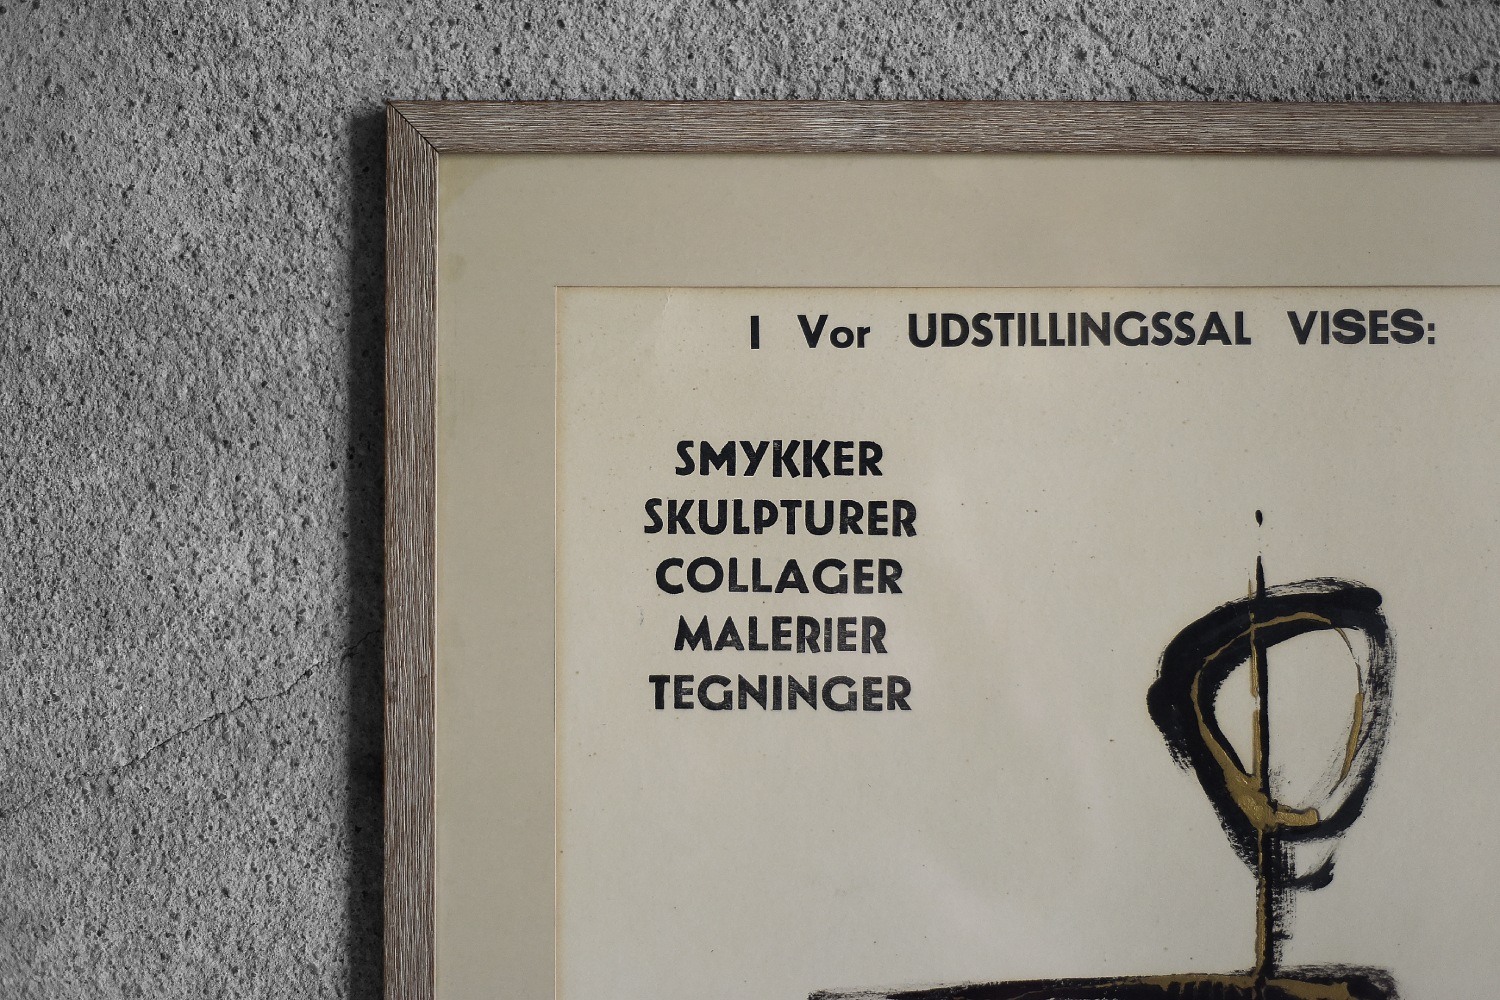 I Vor UDSTILLINGSSAL VISES:
SMYKKER
SKULPTURER
COLLAGER
MALERIER
TEGNINGER